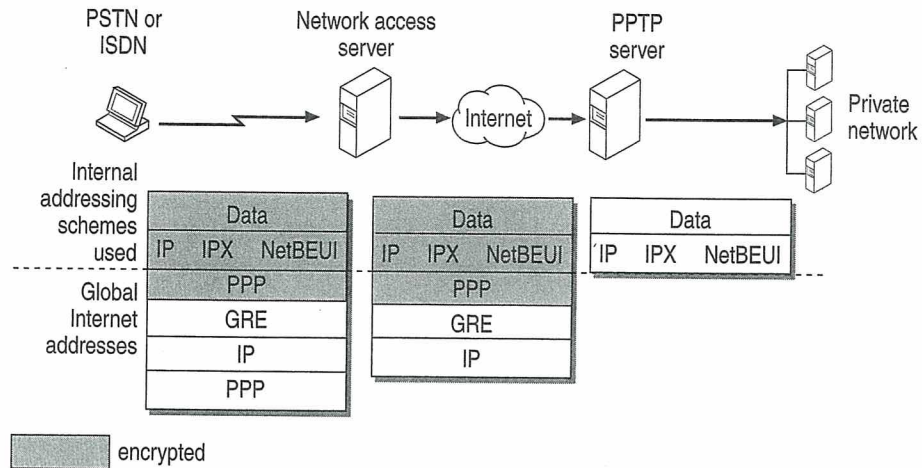 PSTN or
ISDN
Network access
server
PPTP
server
Internet
Private
network
Internal
addressing
schemes
used
Global
Internet
addresses
Data
IP IPX NetBEUI
PPP
GRE
IP
PPP
Data
IP IPX NetBEUI
PPP
GRE
IP
Data
IP IPX NetBEUI
encrypted